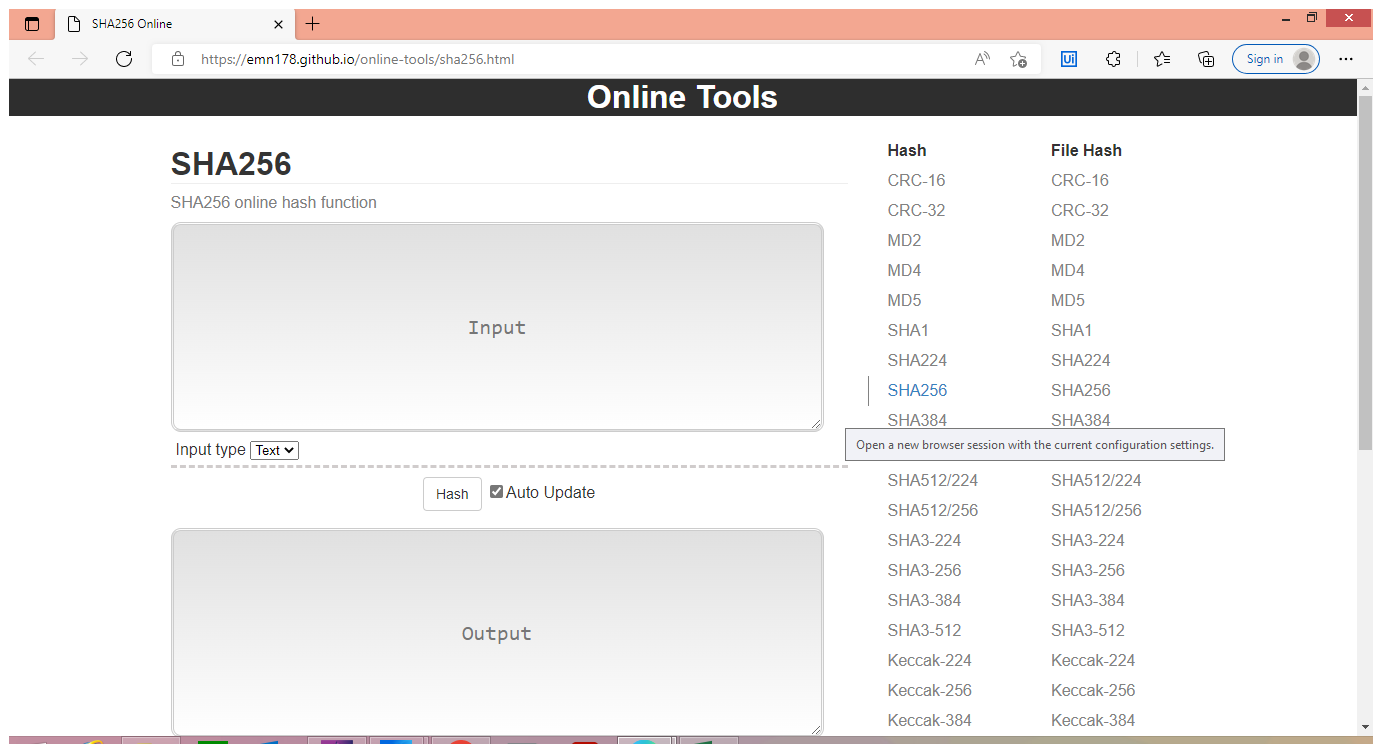 SHA256 Online
https://emn178.github.io/online-tools/sha256.html
Sign in
Online Tools
SHA256
SHA256 online hash function
Input
Input type Text
Hash Auto Update
Output
Hash File Hash
CRC-16 CRC-16
CRC-32 CRC-32
MD2 MD2
MD4 MD4
MD5 MD5
SHA1 SHA1
SHA224 SHA224
SHA256 SHA256
SHA384 SHA384
Open a new browser session with the current configuration settings.
SHA512/224 SHA512/224
SHA512/256 SHA512/256
SHA3-224 SHA3-224
SHA3-256 SHA3-256
SHA3-384 SHA3-384
SHA3-512 SHA3-512
Keccak-224 Keccak-224
Keccak-256 Keccak-256
Keccak-384 Keccak-384